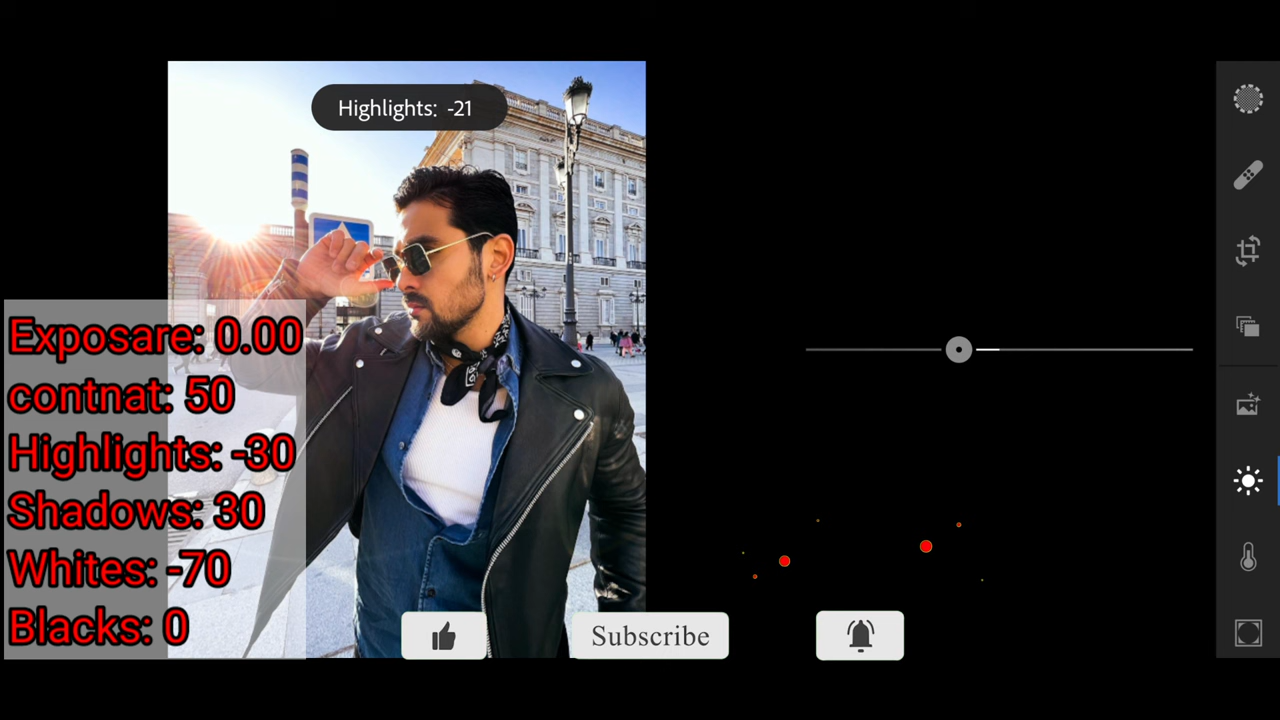 Highlights: -21
Exposare: 0.00
contnat: 50
Highlights: -30
Shadows: 30
Whites: -70
Blacks: 0
Subscribe